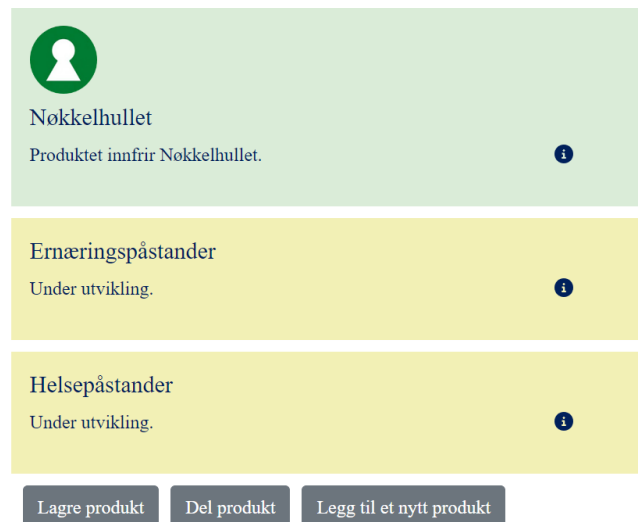 Nøkkelhullet
Produktet innfrir Nøkkelhullet.
Ernæringspåstander
Under utvikling.
Helsepåstander
Under utvikling.
Lagre produkt
Del produkt
Legg til et nytt produkt